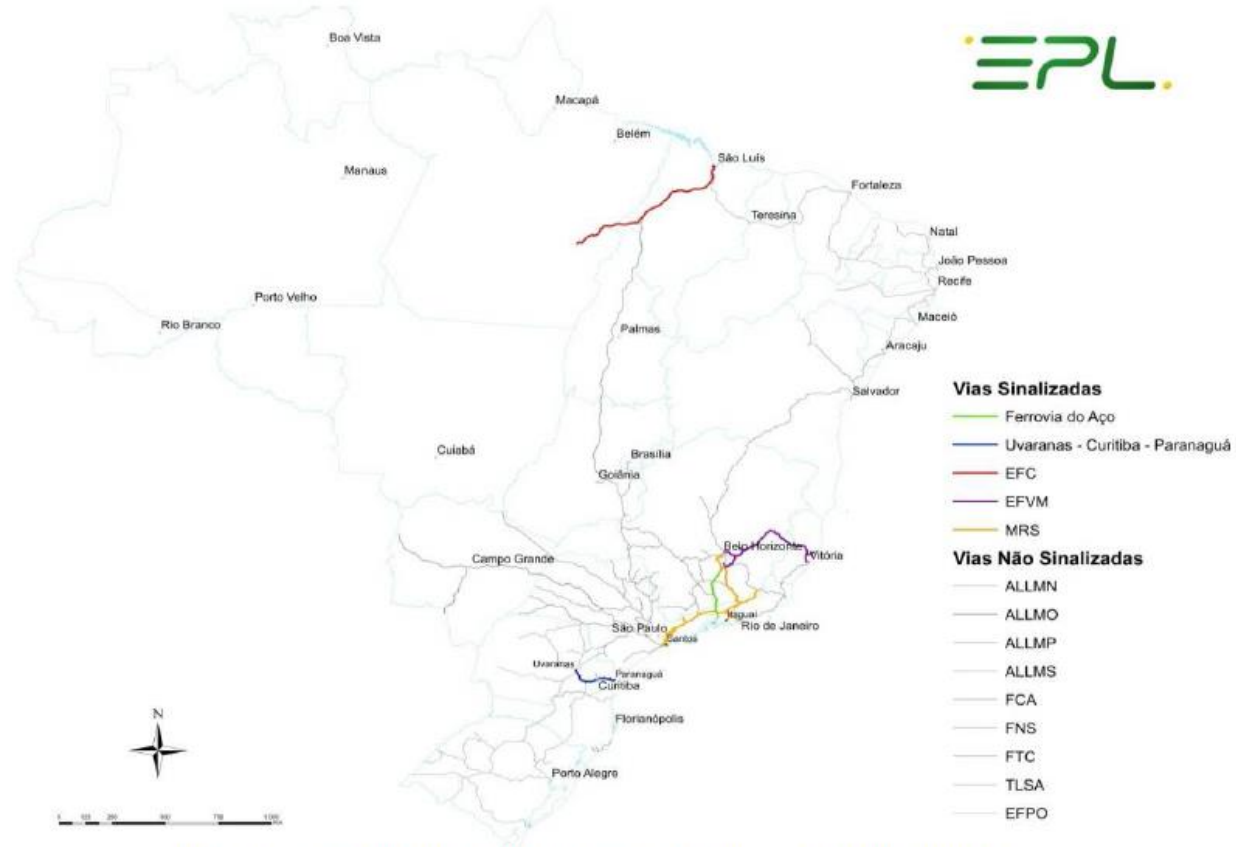 Boa Vista
EPL
Macapá
Belém
São Luís
Manaus
Fortaleza
Teresina
Natal
João Pessoa
Recife
Porto Velho
Maceió
Rio Branco
Palmas
Aracaju
Salvador
Vias Sinalizadas
Ferrovia do Aço
Uvaranas - Curitiba - Paranaguá
EFC
EFVM
MRS
Cuiabá
Brasília
Goiânia
Belo Horizonte
Vitória
Campo Grande
Itaguaí
São Paulo
Rio de Janeiro
Santos
Uvaranas
Paranaguá
Curitiba
Florianópolis
Porto Alegre
Vias Não Sinalizadas
ALLMN
ALLMO
ALLMP
ALLMS
FCA
FNS
FTC
TLSA
EFPO
N